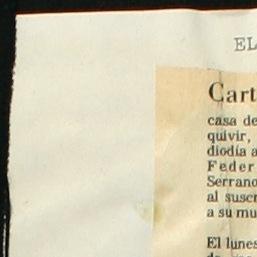 EL
Cart
casa de
quivir,
diodía a
Feder
Serrano
al suscr
a su mu
El lunes